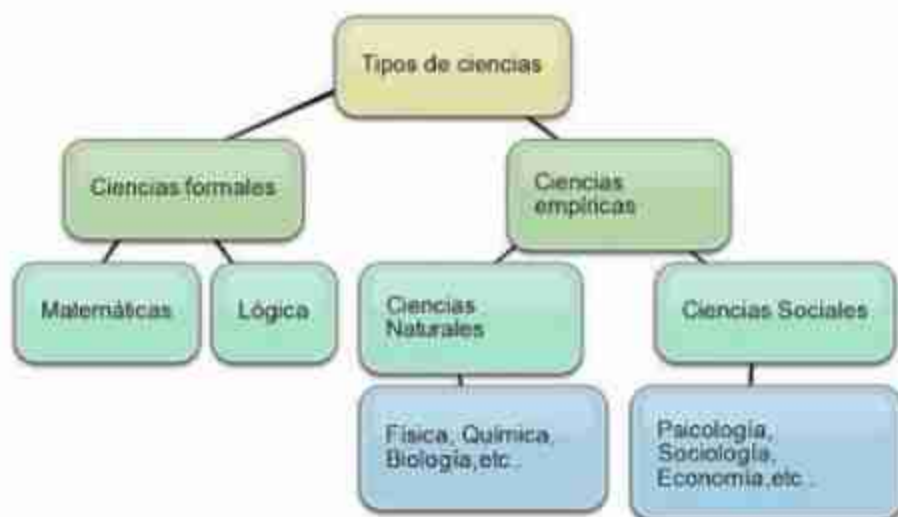 Tipos de ciencias
Ciencias formales
Ciencias
empíricas
Matemáticas
Lógica
Ciencias
Naturales
Ciencias Sociales
Física, Química,
Biología,etc..
Psicología,
Sociología,
Economía,etc..